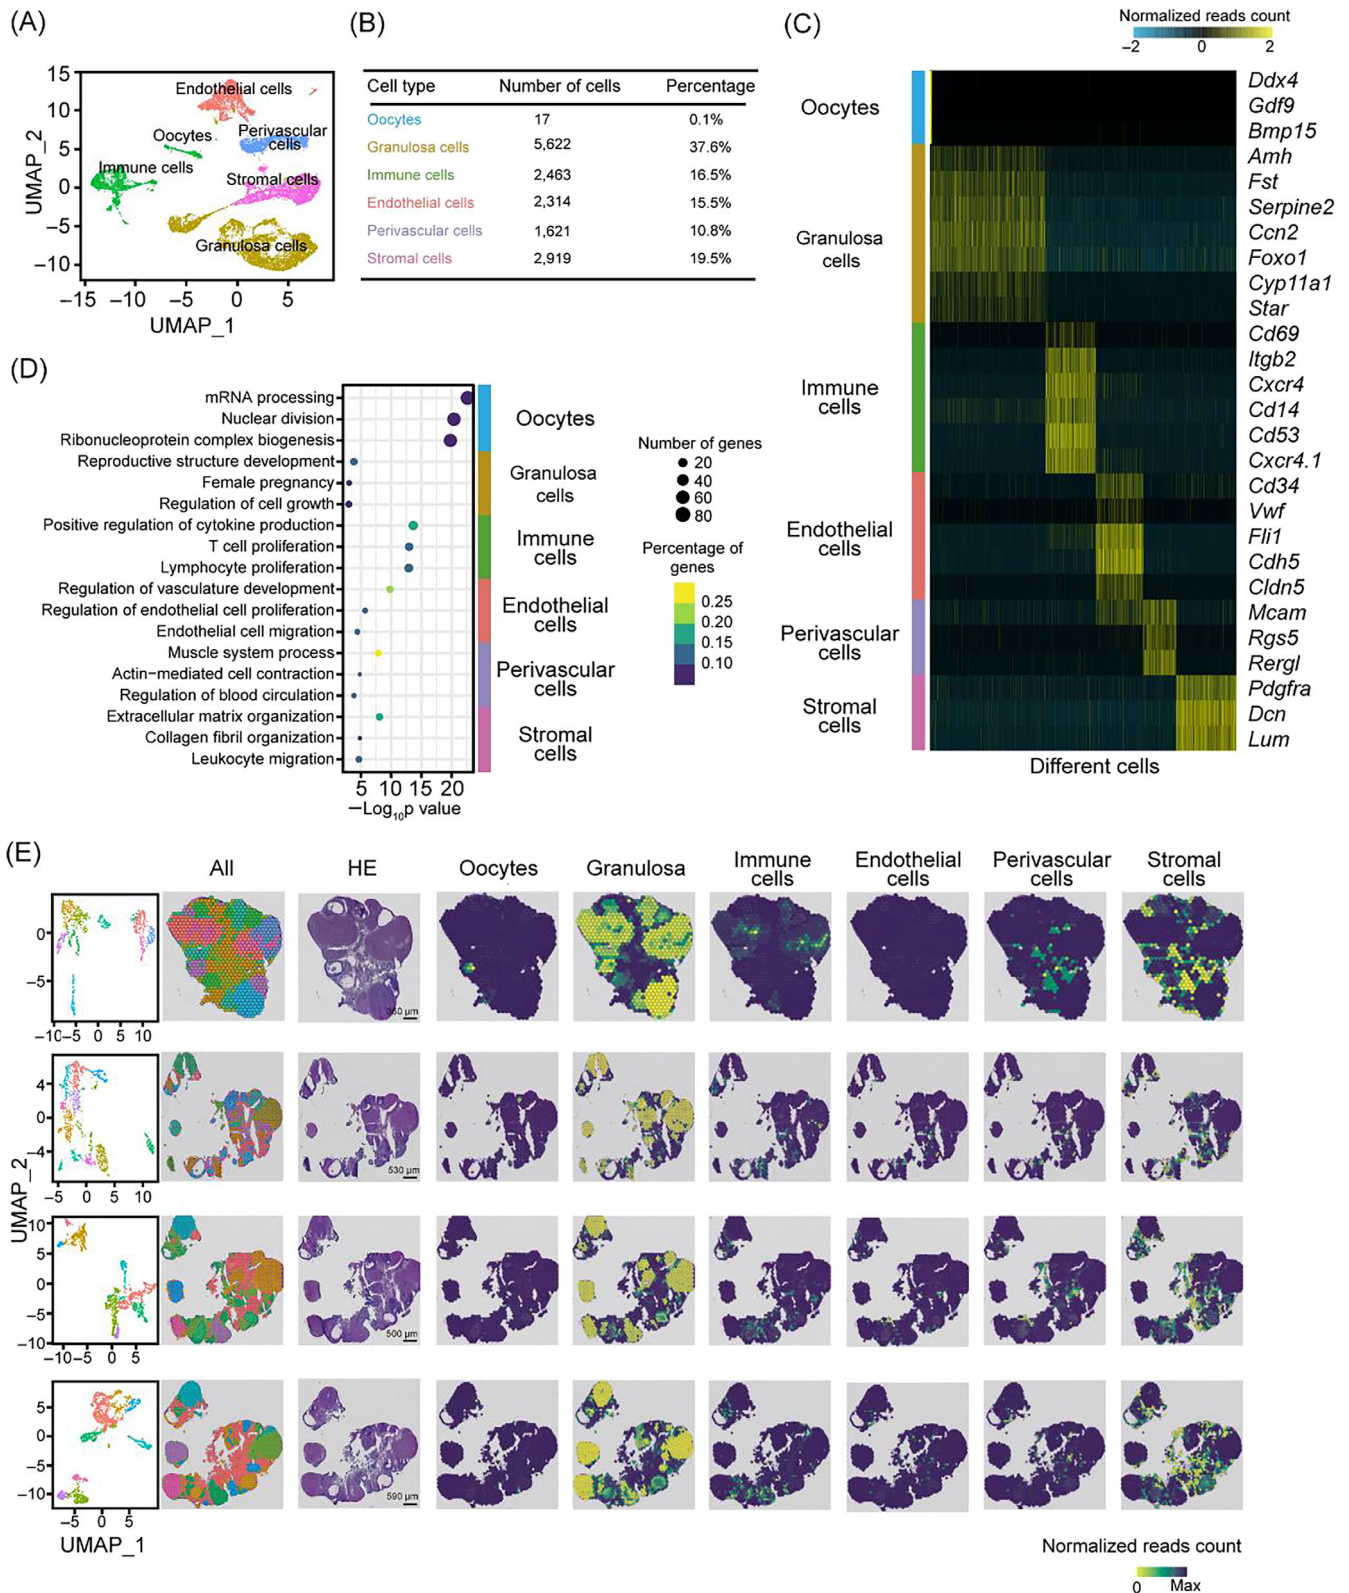 (A)
15
10
5
0
−5
−10
UMAP_2
Endothelial cells
Oocytes
Perivascular
cells
Immune cells
Stromal cells
Granulosa cells
−15 −10 −5 0 5
UMAP_1
(B)
Cell type Number of cells Percentage
Oocytes 17 0.1%
Granulosa cells 5,622 37.6%
Immune cells 2,463 16.5%
Endothelial cells 2,314 15.5%
Perivascular cells 1,621 10.8%
Stromal cells 2,919 19.5%
(C)
Normalized reads count
−2 0 2
Oocytes
Granulosa
cells
Immune
cells
Endothelial
cells
Perivascular
cells
Stromal
cells
Ddx4
Gdf9
Bmp15
Amh
Fst
Serpine2
Ccn2
Foxo1
Cyp11a1
Star
Cd69
Itgb2
Cxcr4
Cd14
Cd53
Cxcr4.1
Cd34
Vwf
Fli1
Cdh5
Cldn5
Mcam
Rgs5
Rergl
Pdgfra
Dcn
Lum
Different cells
(D)
mRNA processing
Nuclear division
Ribonucleoprotein complex biogenesis
Reproductive structure development
Female pregnancy
Regulation of cell growth
Positive regulation of cytokine production
T cell proliferation
Lymphocyte proliferation
Regulation of vasculature development
Regulation of endothelial cell proliferation
Endothelial cell migration
Muscle system process
Actin−mediated cell contraction
Regulation of blood circulation
Extracellular matrix organization
Collagen fibril organization
Leukocyte migration
5 10 15 20
−Log10p value
Oocytes
Granulosa
cells
Immune
cells
Endothelial
cells
Perivascular
cells
Stromal
cells
Number of genes
20
40
60
80
Percentage of
genes
0.25
0.20
0.15
0.10
(E)
All HE Oocytes Granulosa Immune cells Endothelial cells Perivascular cells Stromal cells
0
−5
−10−5 0 5 10
380 µm
4
0
−4
−5 0 5 10
530 µm
UMAP_2
10
5
0
−5
−10
−10−5 0 5
500 µm
5
0
−5
−10
−5 0 5
590 µm
UMAP_1
Normalized reads count
0 Max